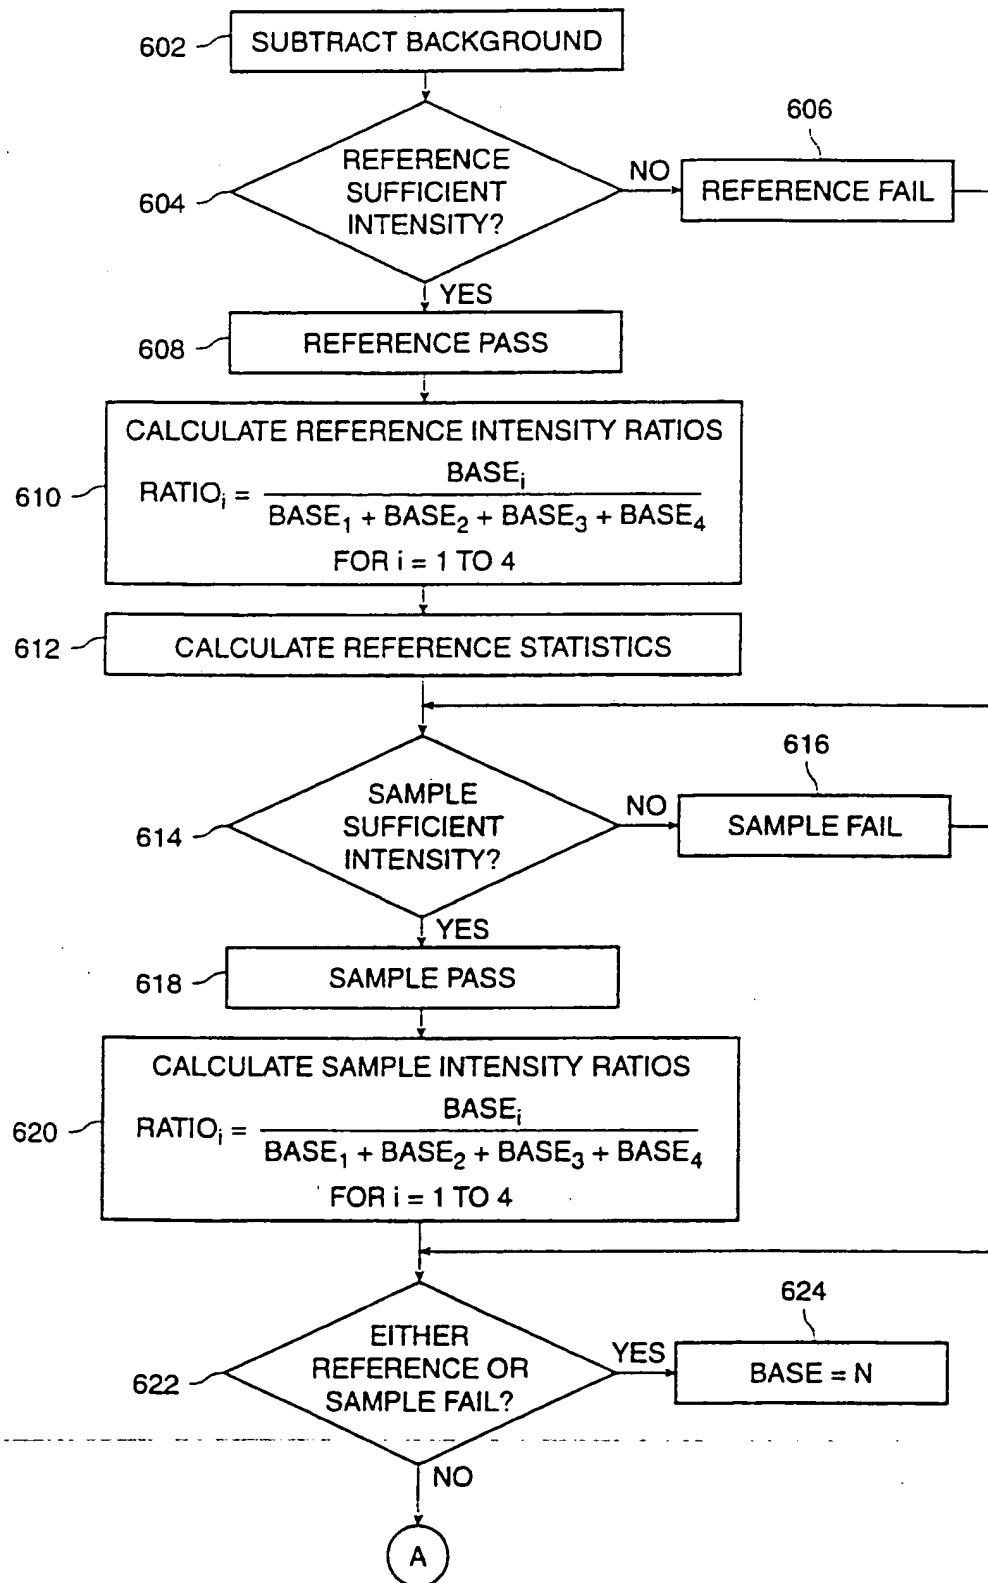 602
SUBTRACT BACKGROUND
606
604
REFERENCE
SUFFICIENT
INTENSITY?
NO
REFERENCE FAIL
YES
608
REFERENCE PASS
610
CALCULATE REFERENCE INTENSITY RATIOS
RATIOᵢ = BASEᵢ
BASE₁ + BASE₂ + BASE₃ + BASE₄
FOR i = 1 TO 4
612
CALCULATE REFERENCE STATISTICS
616
614
SAMPLE
SUFFICIENT
INTENSITY?
NO
SAMPLE FAIL
YES
618
SAMPLE PASS
620
CALCULATE SAMPLE INTENSITY RATIOS
RATIOᵢ = BASEᵢ
BASE₁ + BASE₂ + BASE₃ + BASE₄
FOR i = 1 TO 4
624
622
EITHER
REFERENCE OR
SAMPLE FAIL?
YES
BASE = N
NO
A